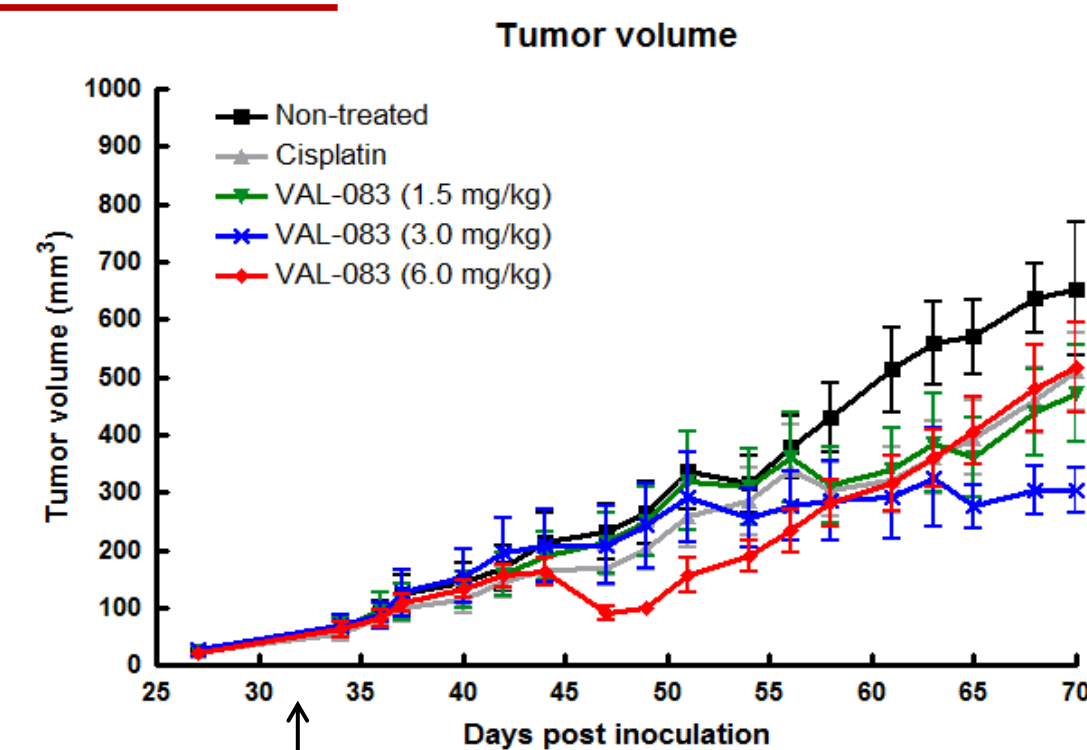 Tumor volume
1000
900
800
700
600
500
400
300
200
100
0
Tumor volume (mm³)
Non-treated
Cisplatin
VAL-083 (1.5 mg/kg)
VAL-083 (3.0 mg/kg)
VAL-083 (6.0 mg/kg)
25 30 35 40 45 50 55 60 65 70
Days post inoculation